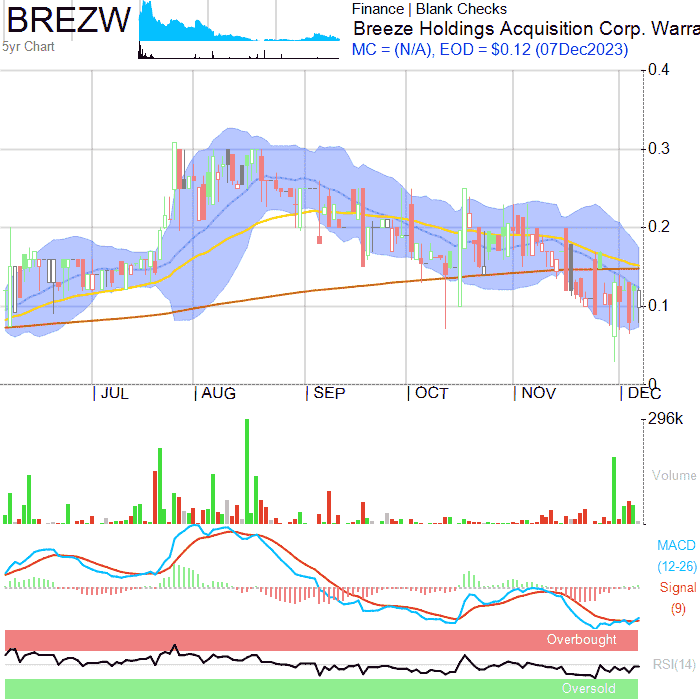 BREZW
5yr Chart
Finance | Blank Checks
Breeze Holdings Acquisition Corp. Warra
MC = (N/A), EOD = $0.12 (07Dec2023)
0.4
0.3
0.2
0.1
0
JUL AUG SEP OCT NOV DEC
296k
Volume
MACD
(12-26)
Signal
(9)
Overbought
RSI(14)
Oversold